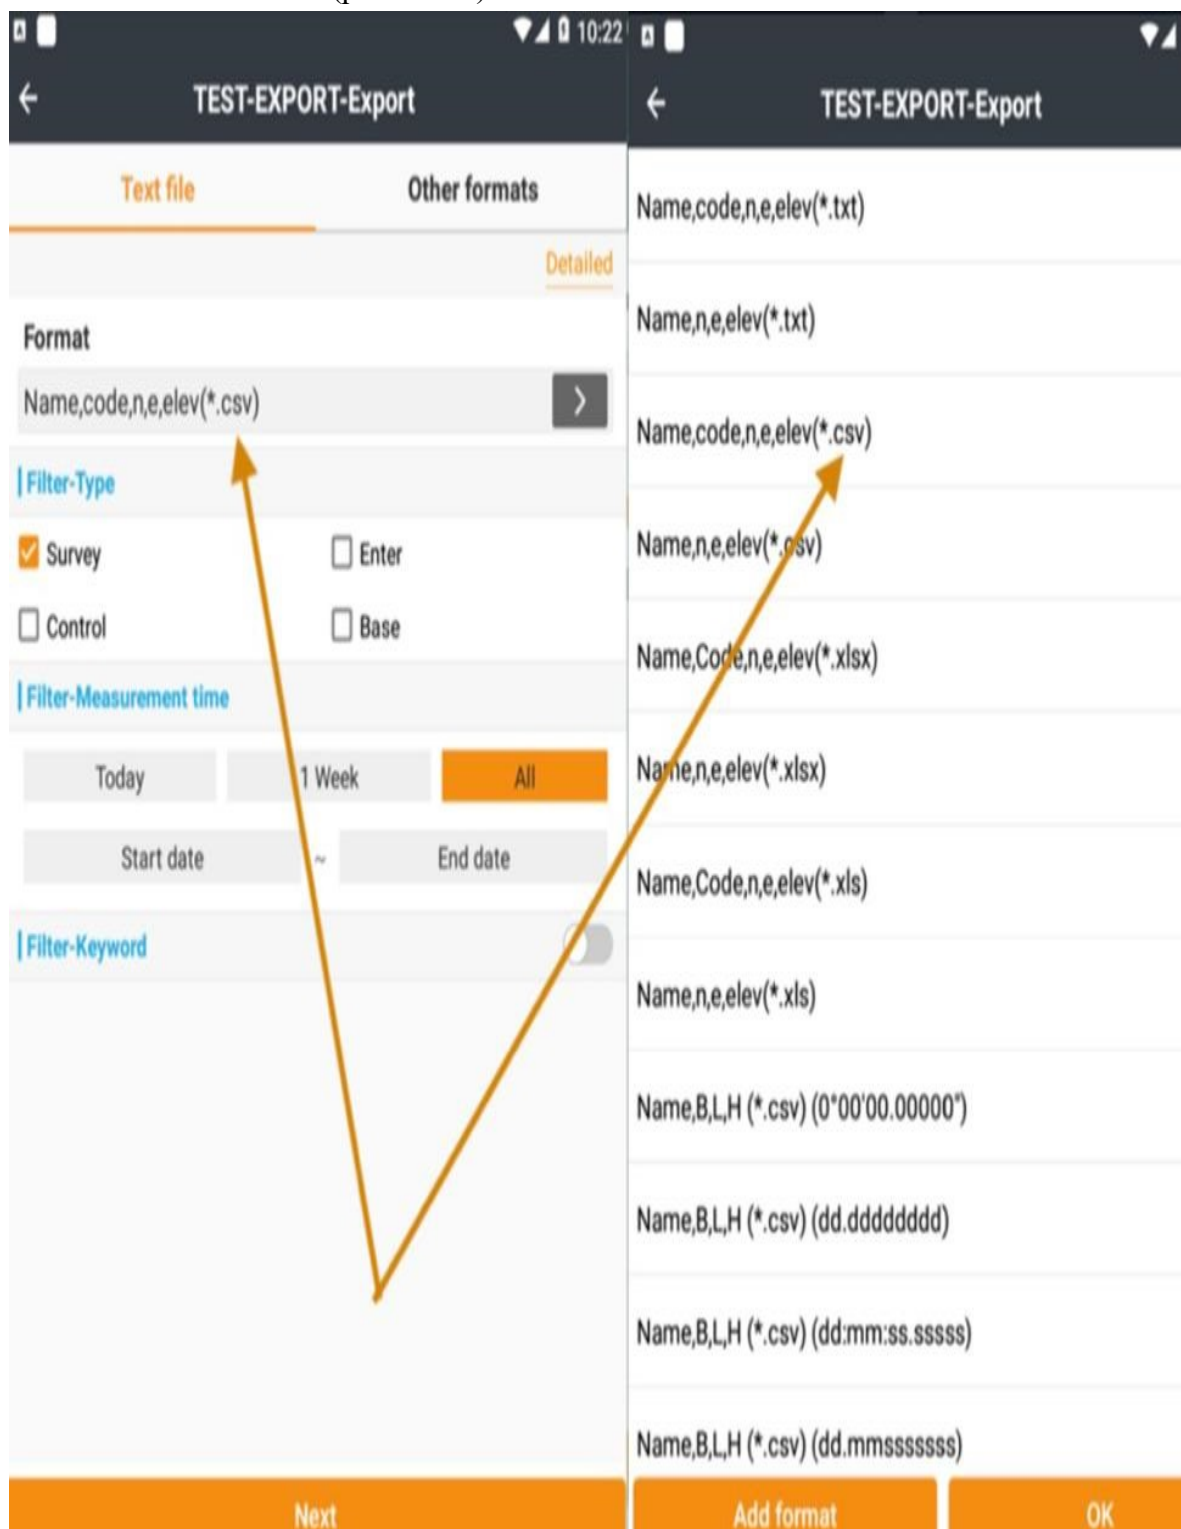 10:22
TEST-EXPORT-Export
Text file
Other formats
Detailed
Format
Name,code,n,e,elev(*.csv)
Filter-Type
Survey
Enter
Control
Base
Filter-Measurement time
Today
1 Week
All
Start date
~
End date
Filter-Keyword
Next
TEST-EXPORT-Export
Name,code,n,e,elev(*.txt)
Name,n,e,elev(*.txt)
Name,code,n,e,elev(*.csv)
Name,n,e,elev(*.csv)
Name,Code,n,e,elev(*.xlsx)
Name,n,e,elev(*.xlsx)
Name,Code,n,e,elev(*.xls)
Name,n,e,elev(*.xls)
Name,B,L,H (*.csv) (0°00'00.00000")
Name,B,L,H (*.csv) (dd.dddddddd)
Name,B,L,H (*.csv) (dd:mm:ss.sssss)
Name,B,L,H (*.csv) (dd.mmsssssss)
Add format
OK